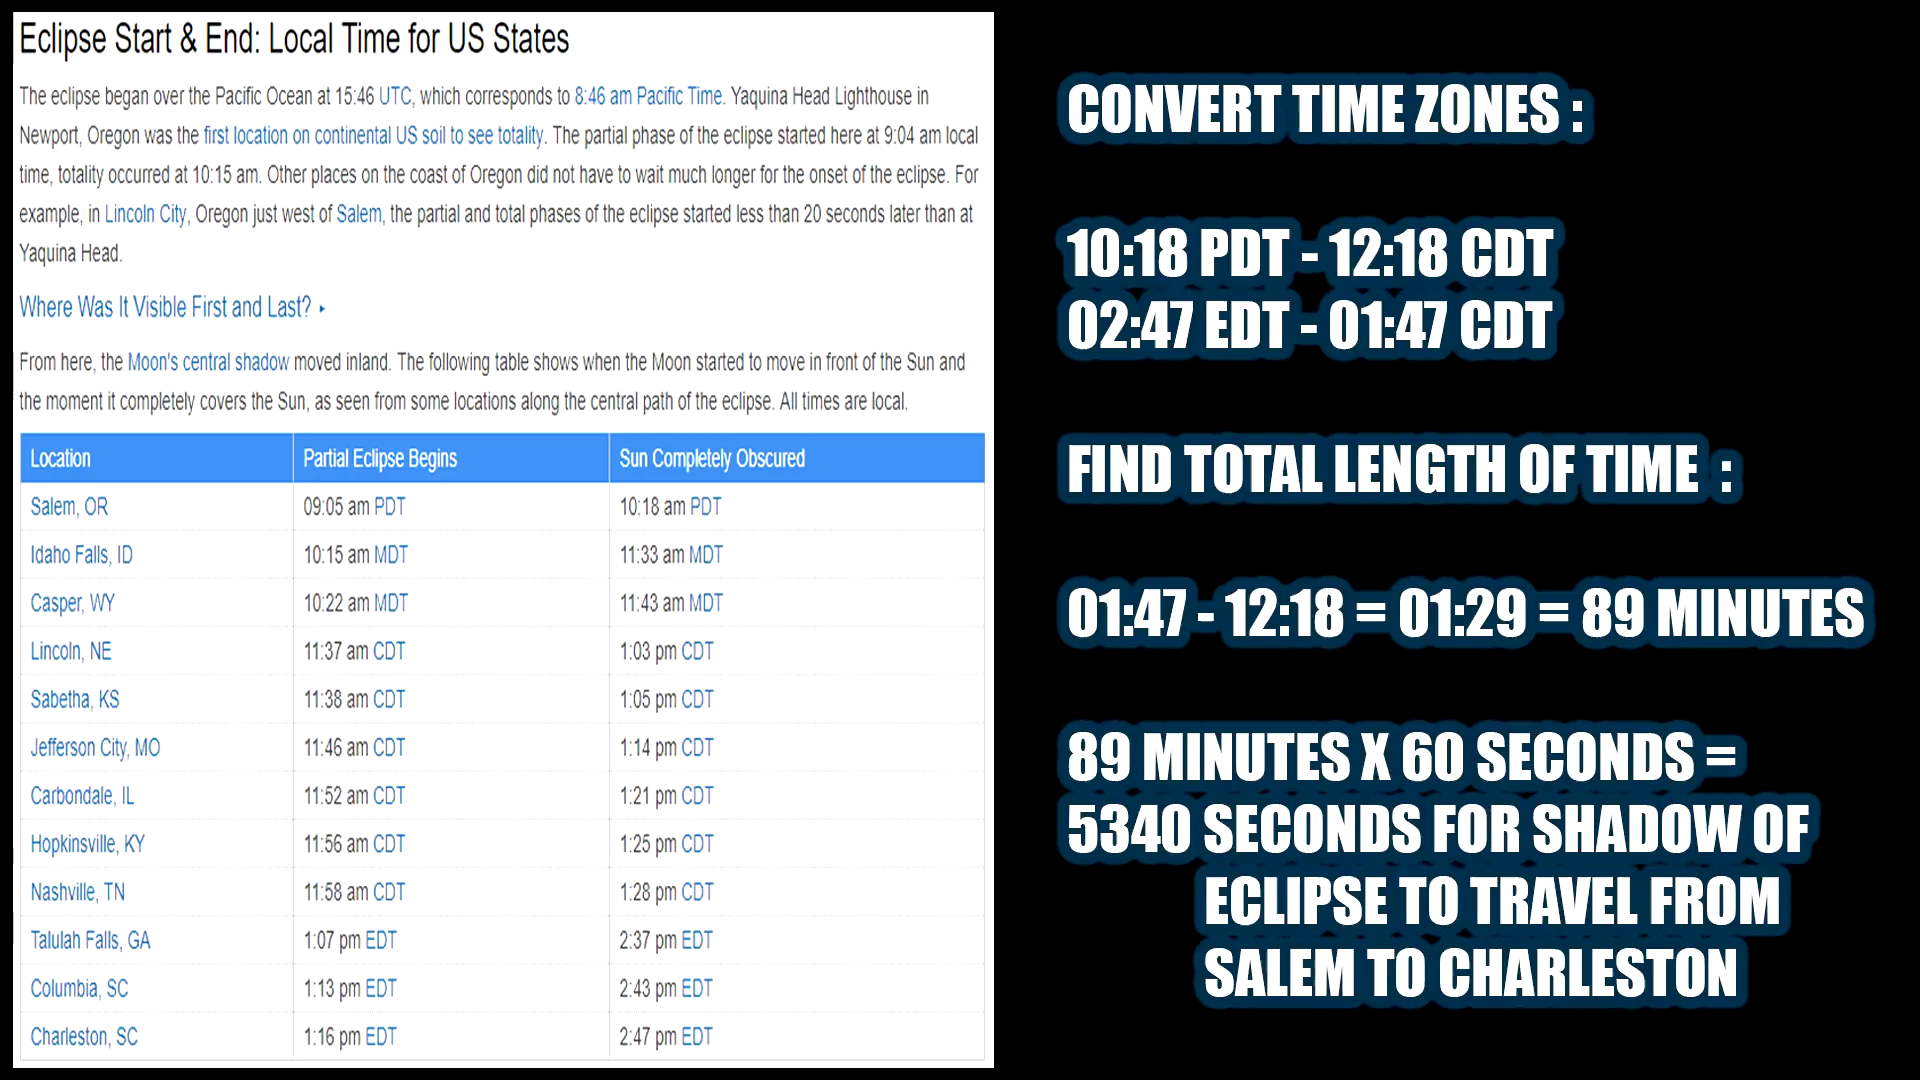 Eclipse Start & End: Local Time for US States
The eclipse began over the Pacific Ocean at 15:46 UTC, which corresponds to 8:46 am Pacific Time. Yaquina Head Lighthouse in
Newport, Oregon was the first location on continental US soil to see totality. The partial phase of the eclipse started here at 9:04 am local
time, totality occurred at 10:15 am. Other places on the coast of Oregon did not have to wait much longer for the onset of the eclipse. For
example, in Lincoln City, Oregon just west of Salem, the partial and total phases of the eclipse started less than 20 seconds later than at
Yaquina Head.
Where Was It Visible First and Last? ▸
From here, the Moon's central shadow moved inland. The following table shows when the Moon started to move in front of the Sun and
the moment it completely covers the Sun, as seen from some locations along the central path of the eclipse. All times are local.
Location Partial Eclipse Begins Sun Completely Obscured
Salem, OR 09:05 am PDT 10:18 am PDT
Idaho Falls, ID 10:15 am MDT 11:33 am MDT
Casper, WY 10:22 am MDT 11:43 am MDT
Lincoln, NE 11:37 am CDT 1:03 pm CDT
Sabetha, KS 11:38 am CDT 1:05 pm CDT
Jefferson City, MO 11:46 am CDT 1:14 pm CDT
Carbondale, IL 11:52 am CDT 1:21 pm CDT
Hopkinsville, KY 11:56 am CDT 1:25 pm CDT
Nashville, TN 11:58 am CDT 1:28 pm CDT
Talulah Falls, GA 1:07 pm EDT 2:37 pm EDT
Columbia, SC 1:13 pm EDT 2:43 pm EDT
Charleston, SC 1:16 pm EDT 2:47 pm EDT
CONVERT TIME ZONES :
10:18 PDT - 12:18 CDT
02:47 EDT - 01:47 CDT
FIND TOTAL LENGTH OF TIME :
01:47 - 12:18 = 01:29 = 89 MINUTES
89 MINUTES X 60 SECONDS =
5340 SECONDS FOR SHADOW OF
ECLIPSE TO TRAVEL FROM
SALEM TO CHARLESTON